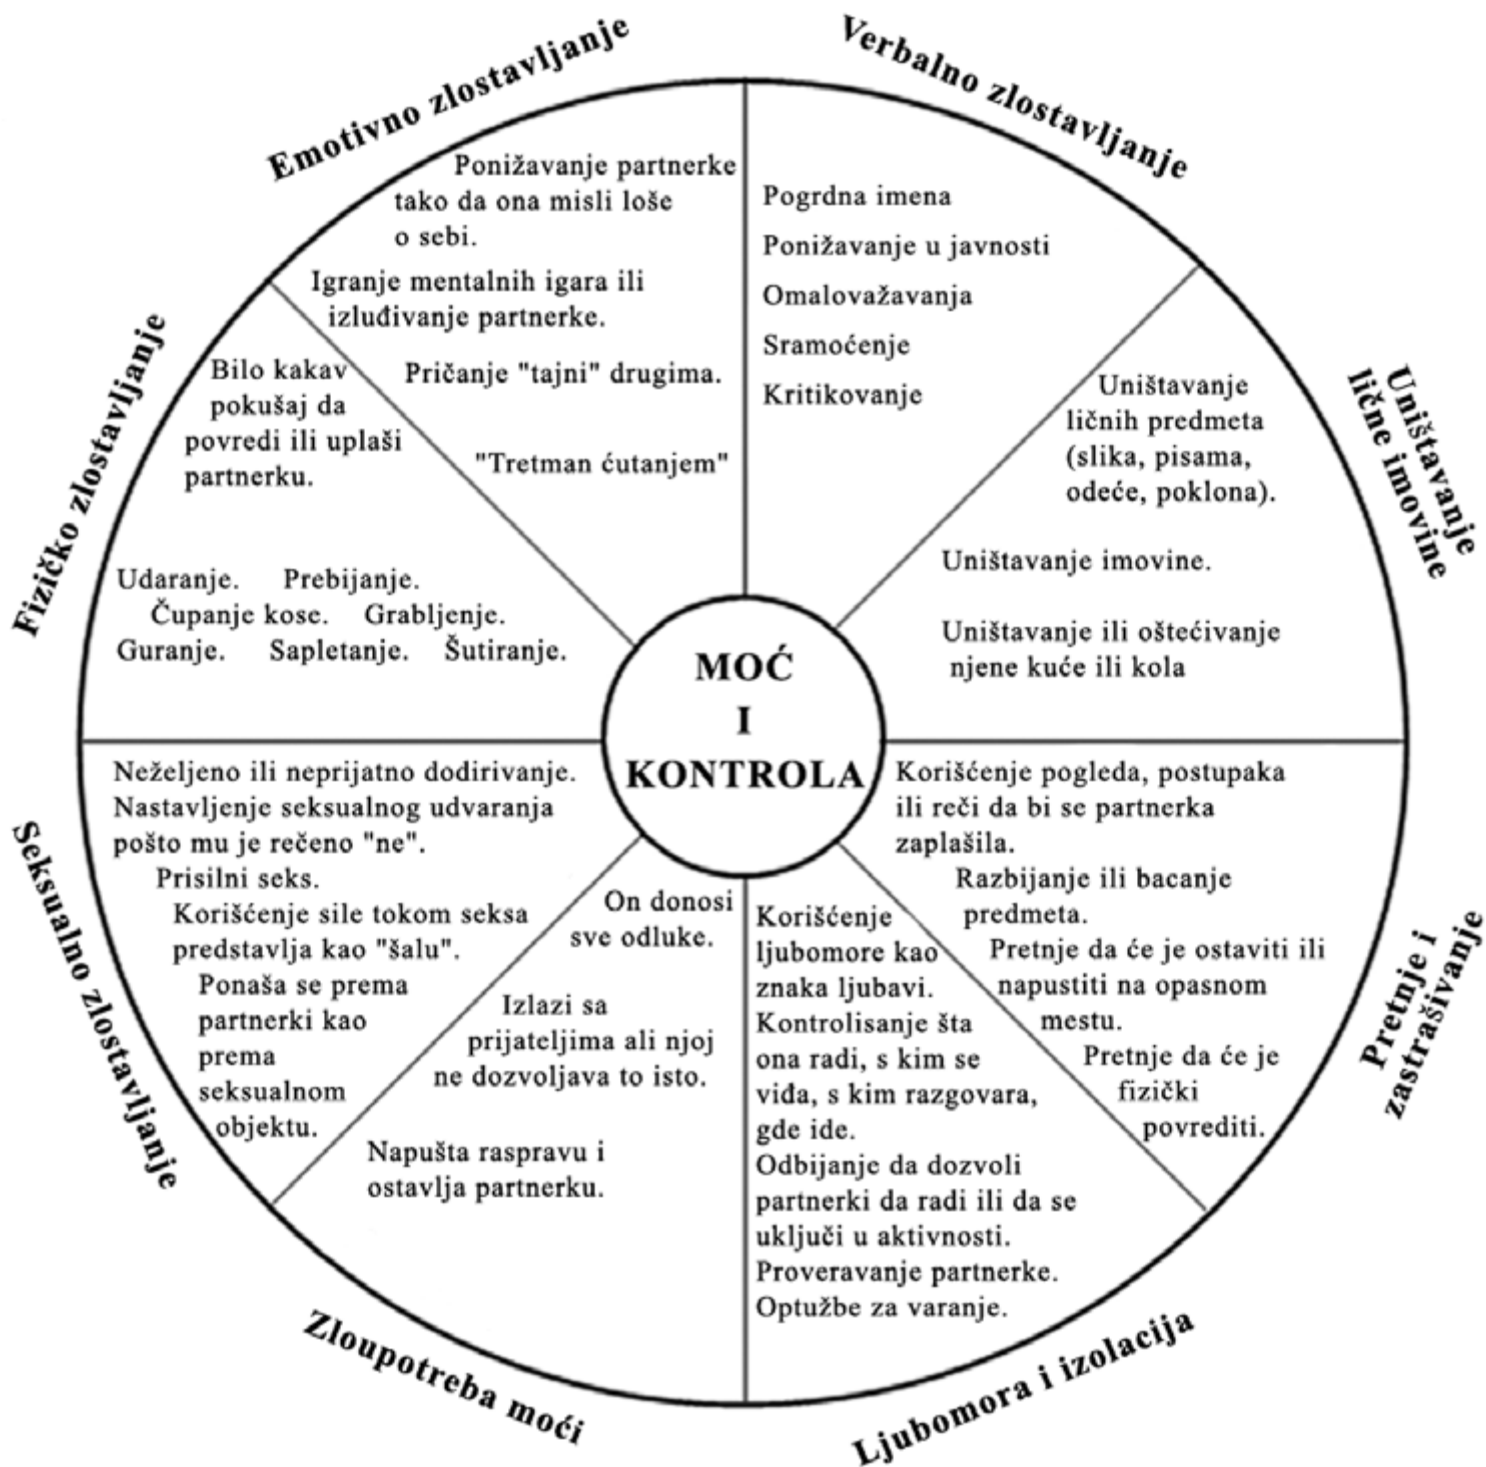 Emotivno zlostavljanje
Ponižavanje partnerke
tako da ona misli loše
o sebi.
Igranje mentalnih igara ili
izluđivanje partnerke.
Pričanje "tajni" drugima.
"Tretman ćutanjem"
Verbalno zlostavljanje
Pogrdna imena
Ponižavanje u javnosti
Omalovažavanja
Sramoćenje
Kritikovanje
Uništavanje
lične imovine
Uništavanje
ličnih predmeta
(slika, pisama,
odeće, poklona).
Uništavanje imovine.
Uništavanje ili oštećivanje
njene kuće ili kola
Pretnje i
zastrašivanje
Korišćenje pogleda, postupaka
ili reči da bi se partnerka
zaplašila.
Razbijanje ili bacanje
predmeta.
Pretnje da će je ostaviti ili
napustiti na opasnom
mestu.
Pretnje da će je
fizički
povrediti.
Ljubomora i izolacija
Korišćenje
ljubomore kao
znaka ljubavi.
Kontrolisanje šta
ona radi, s kim se
viđa, s kim razgovara,
gde ide.
Odbijanje da dozvoli
partnerki da radi ili da se
uključi u aktivnosti.
Proveravanje partnerke.
Optužbe za varanje.
Zloupotreba moći
On donosi
sve odluke.
Izlazi sa
prijateljima ali njoj
ne dozvoljava to isto.
Napušta raspravu i
ostavlja partnerku.
Seksualno zlostavljanje
Neželjeno ili neprijatno dodirivanje.
Nastavljenje seksualnog udvaranja
pošto mu je rečeno "ne".
Prisilni seks.
Korišćenje sile tokom seksa
predstavlja kao "šalu".
Ponaša se prema
partnerki kao
prema
seksualnom
objektu.
Fizičko zlostavljanje
Bilo kakav
pokušaj da
povredi ili uplaši
partnerku.
Udaranje. Prebijanje.
Čupanje kose. Grabljenje.
Guranje. Sapletanje. Šutiranje.
MOĆ
I
KONTROLA